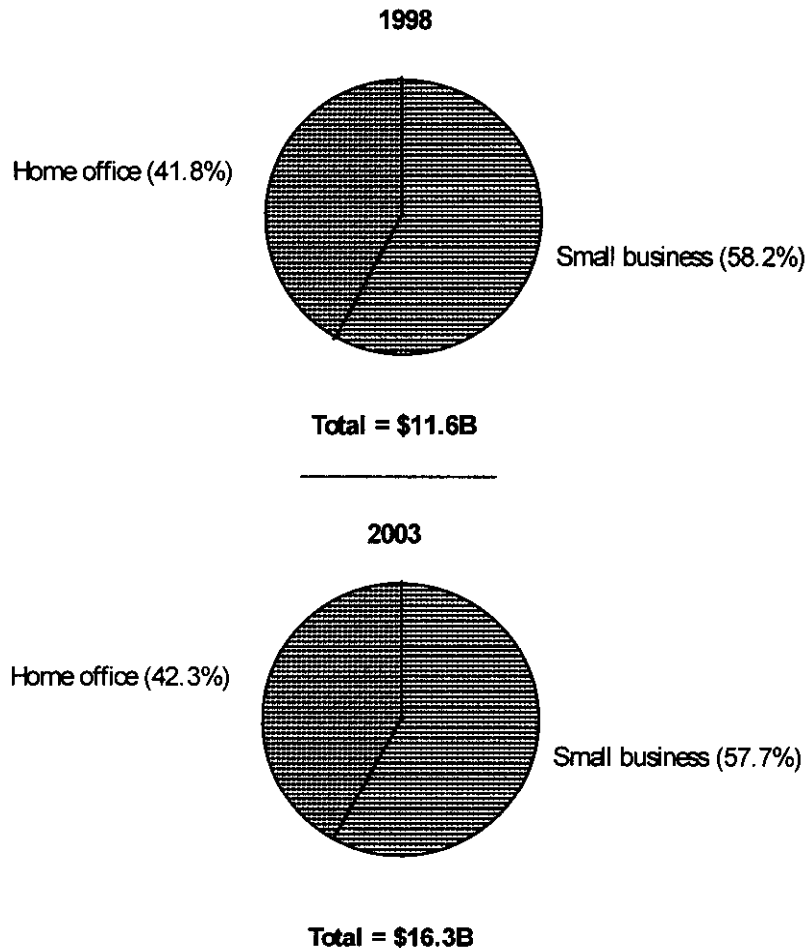 1998
Home office (41.8%)
Small business (58.2%)
Total = $11.6B
2003
Home office (42.3%)
Small business (57.7%)
Total = $16.3B